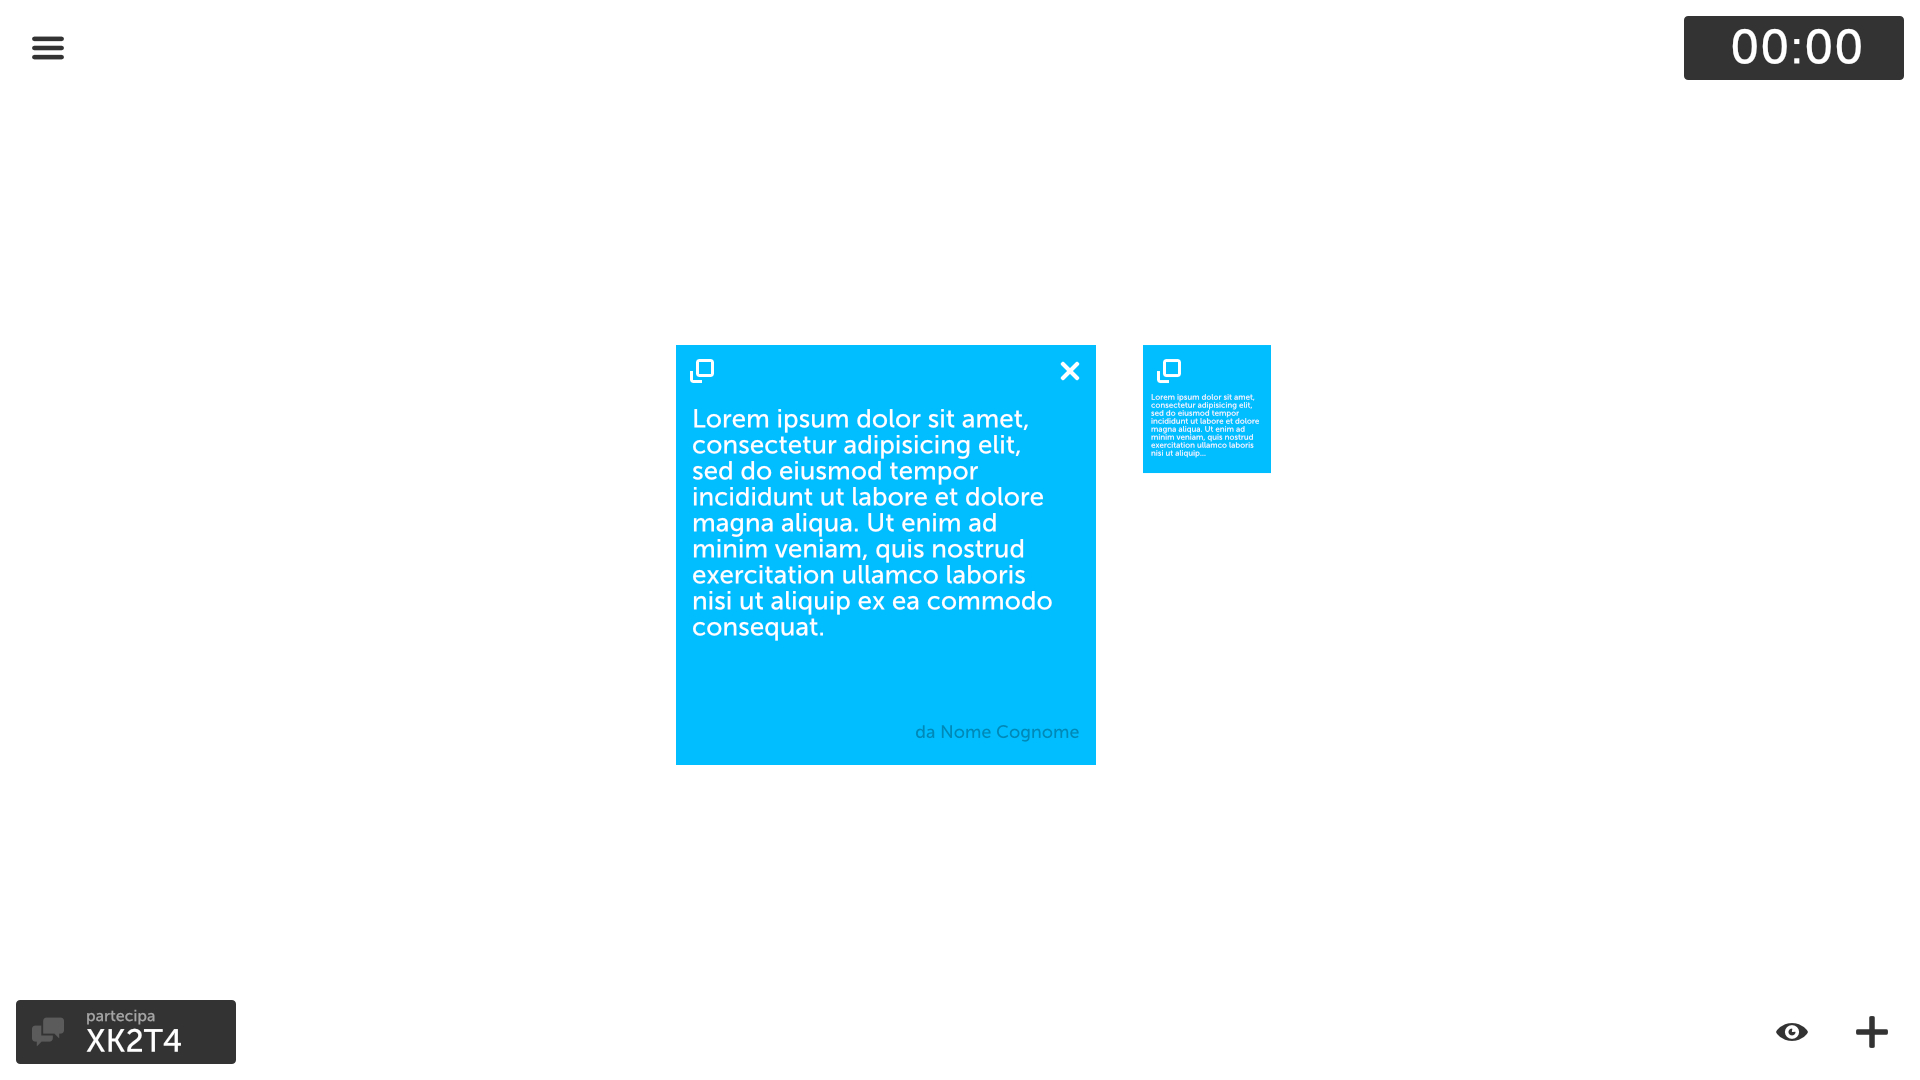 00:00
Lorem ipsum dolor sit amet,
consectetur adipisicing elit,
sed do eiusmod tempor
incididunt ut labore et dolore
magna aliqua. Ut enim ad
minim veniam, quis nostrud
exercitation ullamco laboris
nisi ut aliquip ex ea commodo
consequat.
da Nome Cognome
Lorem ipsum dolor sit amet,
consectetur adipisicing elit,
sed do eiusmod tempor
incididunt ut labore et dolore
magna aliqua. Ut enim ad
minim veniam, quis nostrud
exercitation ullamco laboris
nisi ut aliquip...
partecipa
XK2T4